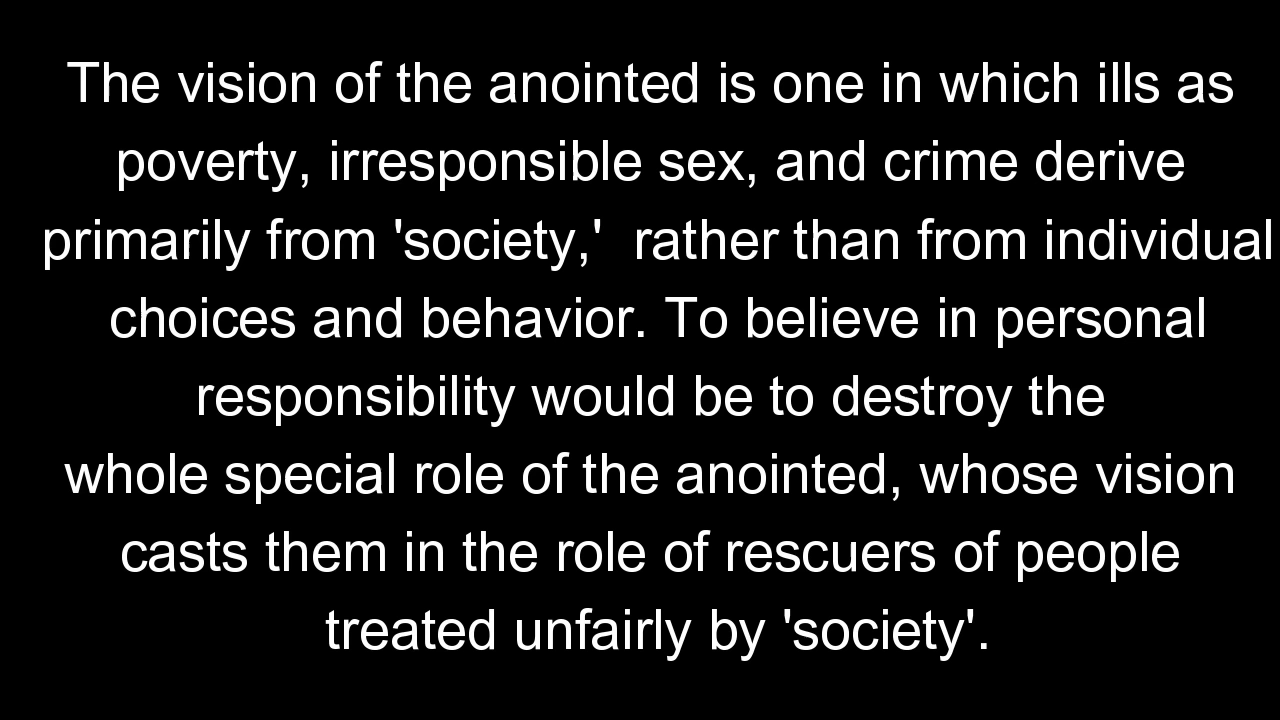 The vision of the anointed is one in which ills as
poverty, irresponsible sex, and crime derive
primarily from 'society,'  rather than from individual
choices and behavior. To believe in personal
responsibility would be to destroy the
whole special role of the anointed, whose vision
casts them in the role of rescuers of people
treated unfairly by 'society'.